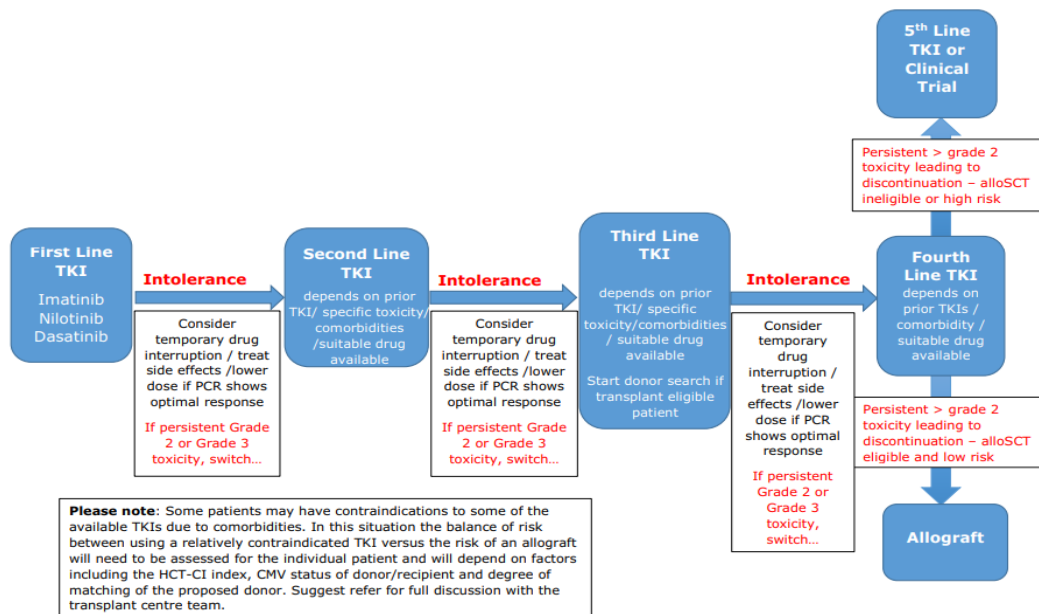 5th Line
TKI or
Clinical
Trial
Persistent > grade 2
toxicity leading to
discontinuation – alloSCT
ineligible or high risk
First Line
TKI
Imatinib
Nilotinib
Dasatinib
Intolerance
Consider
temporary drug
interruption / treat
side effects /lower
dose if PCR shows
optimal response
If persistent Grade
2 or Grade 3
toxicity, switch…
Second Line
TKI
depends on prior
TKI/ specific toxicity/
comorbidities
/suitable drug
available
Intolerance
Consider
temporary drug
interruption / treat
side effects /lower
dose if PCR shows
optimal response
If persistent Grade
2 or Grade 3
toxicity, switch…
Third Line
TKI
depends on prior
TKI/ specific
toxicity/comorbidities
/ suitable drug
available
Start donor search if
transplant eligible
patient
Intolerance
Consider
temporary
drug
interruption /
treat side
effects /lower
dose if PCR
shows optimal
response
If persistent
Grade 2 or
Grade 3
toxicity,
switch…
Fourth
Line TKI
depends on
prior TKIs /
comorbidity /
suitable drug
available
Persistent > grade 2
toxicity leading to
discontinuation – alloSCT
eligible and low risk
Allograft
Please note: Some patients may have contraindications to some of the
available TKIs due to comorbidities. In this situation the balance of risk
between using a relatively contraindicated TKI versus the risk of an allograft
will need to be assessed for the individual patient and will depend on factors
including the HCT-CI index, CMV status of donor/recipient and degree of
matching of the proposed donor. Suggest refer for full discussion with the
transplant centre team.